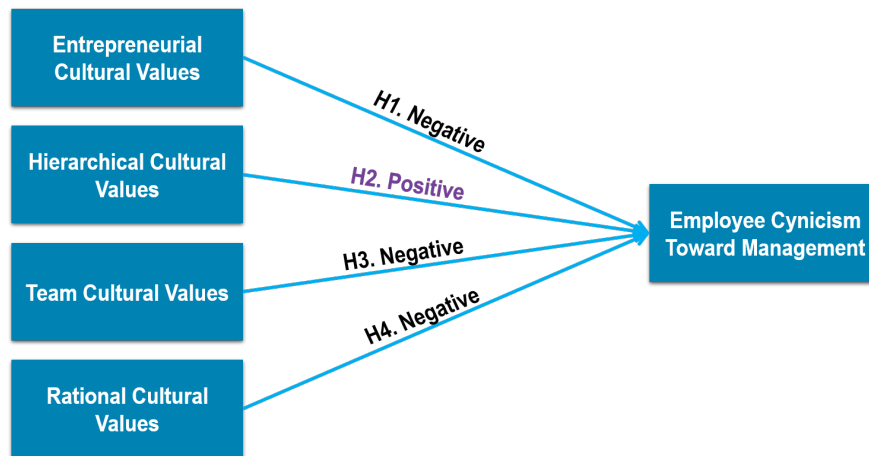 Entrepreneurial
Cultural Values
H1. Negative
Hierarchical Cultural
Values
H2. Positive
Employee Cynicism
Toward Management
H3. Negative
Team Cultural Values
H4. Negative
Rational Cultural
Values